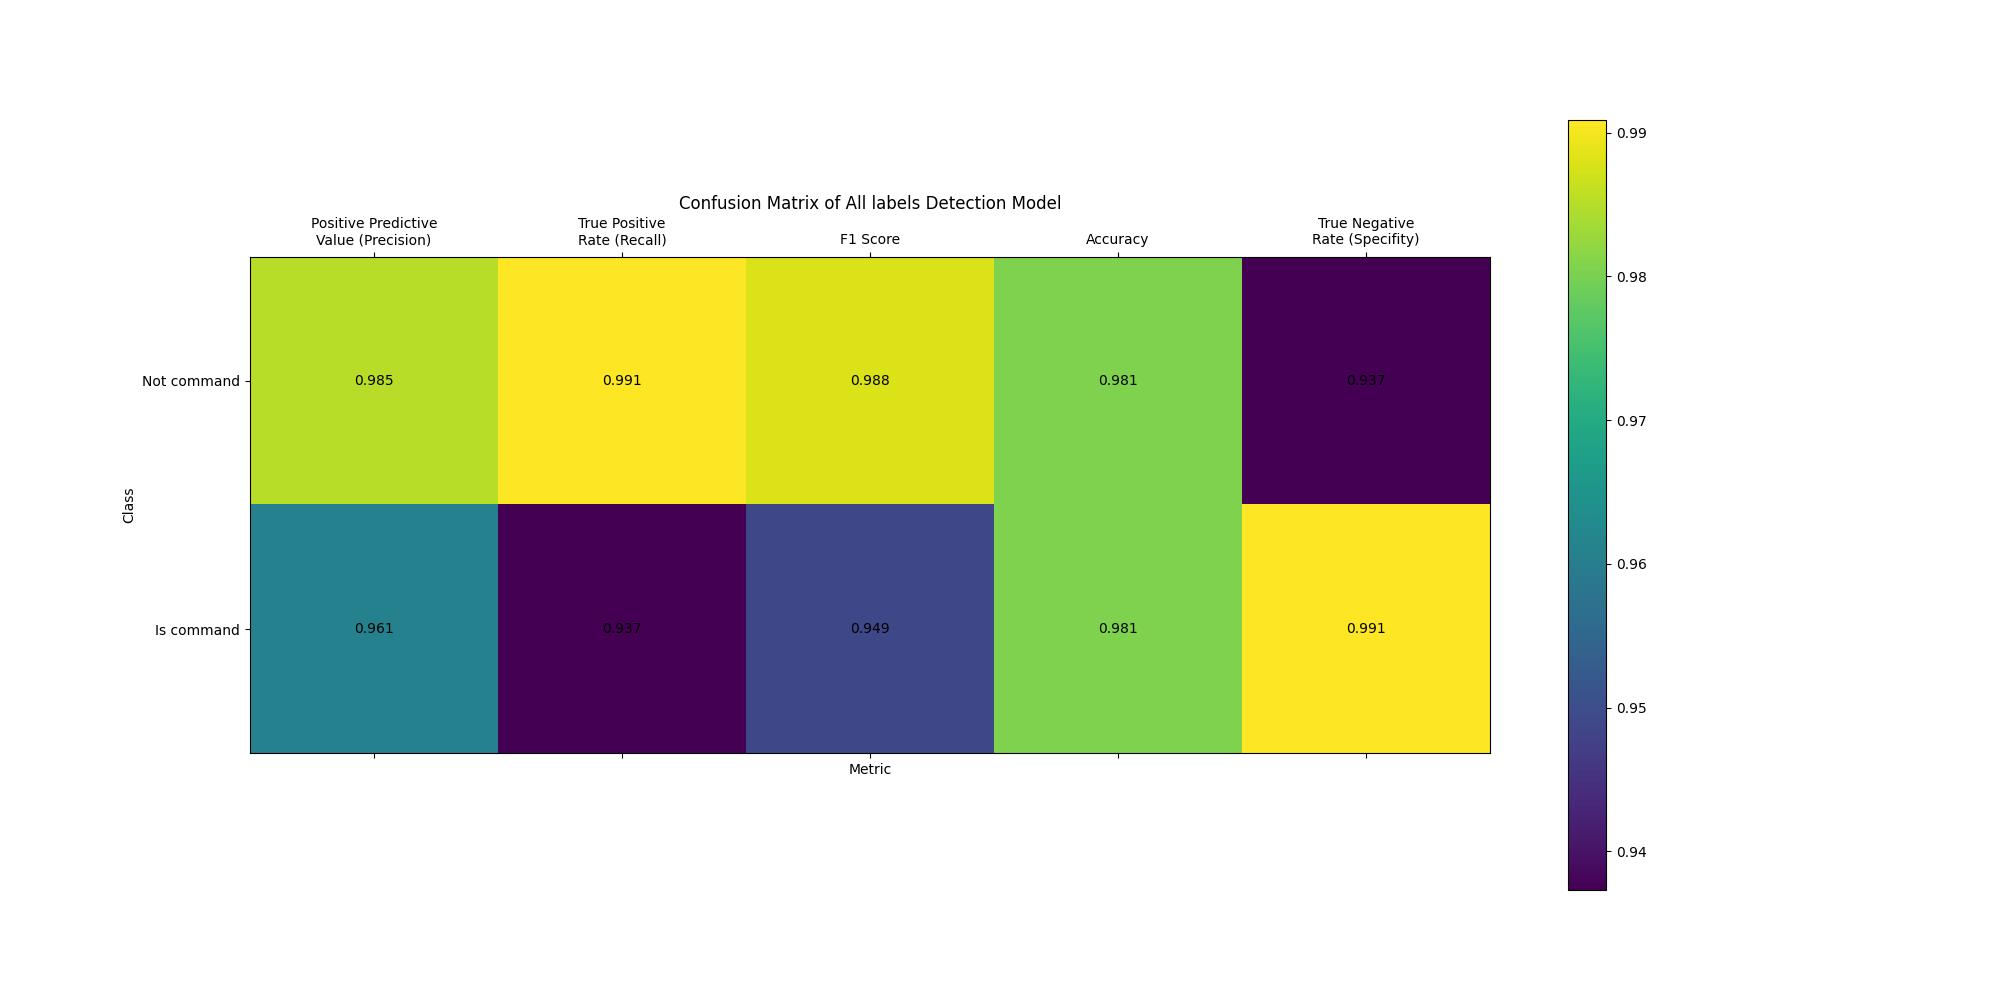 Confusion Matrix of All labels Detection Model
Positive Predictive
Value (Precision)
True Positive
Rate (Recall)
F1 Score
Accuracy
True Negative
Rate (Specifity)
Not command
0.985
0.991
0.988
0.981
0.937
Is command
0.961
0.937
0.949
0.981
0.991
Class
Metric
0.99
0.98
0.97
0.96
0.95
0.94